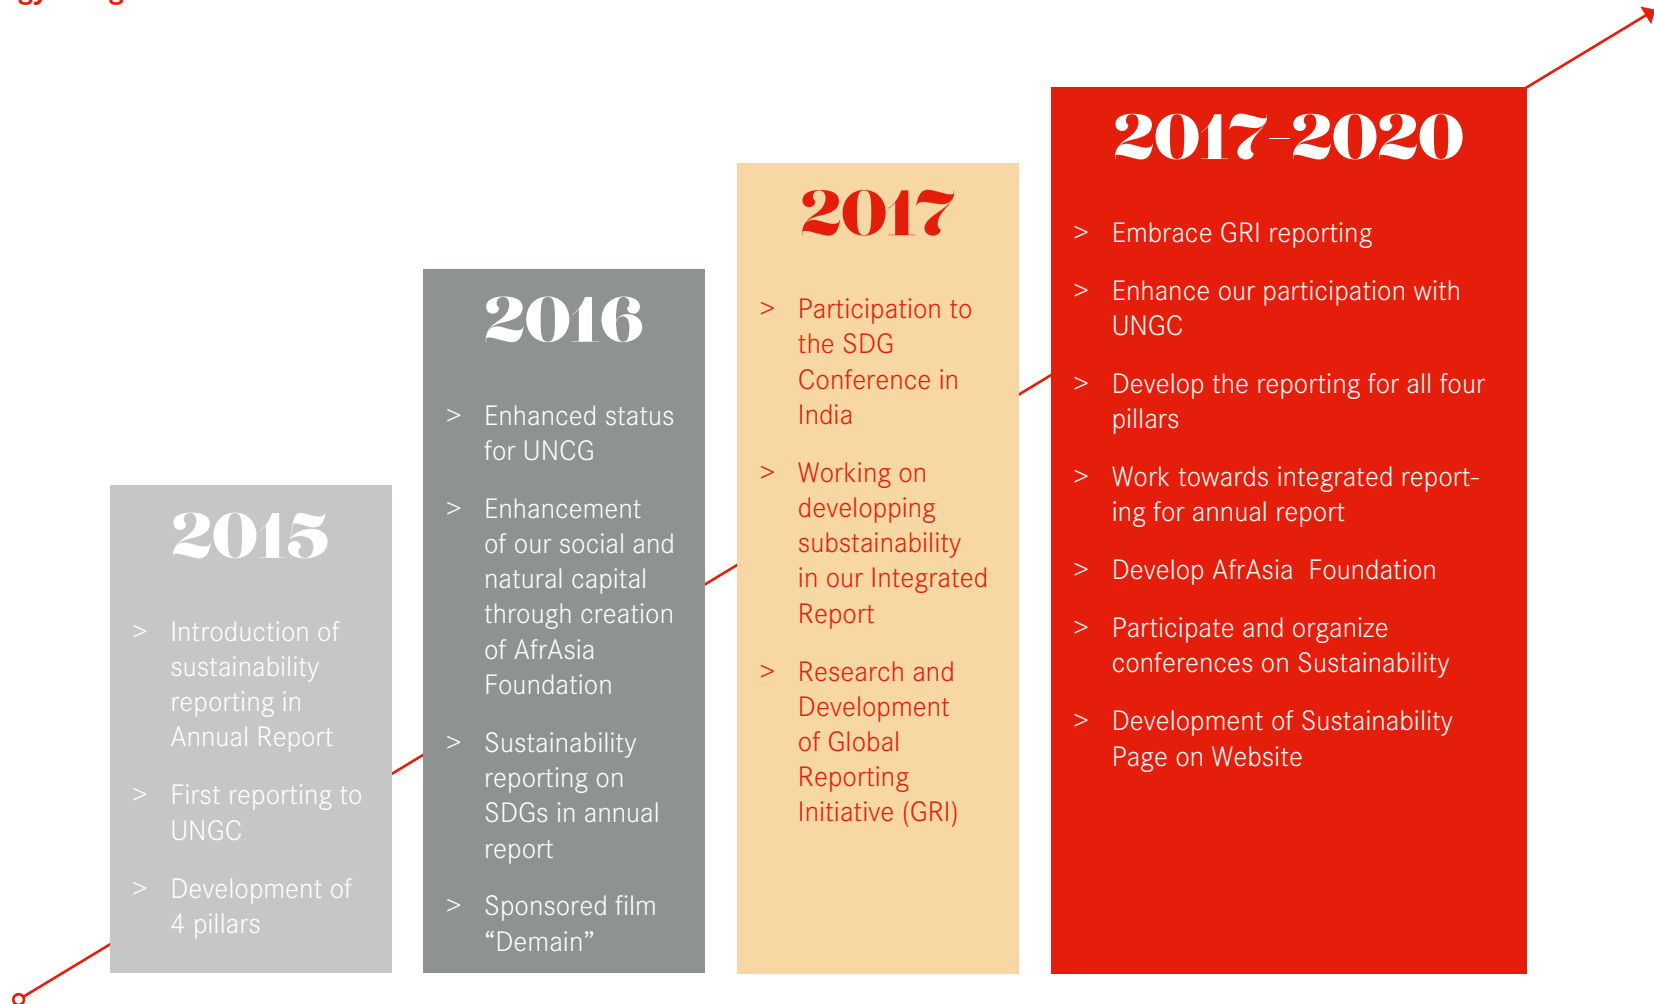 2015
> Introduction of
sustainability
reporting in
Annual Report
> First reporting to
UNGC
> Development of
4 pillars
2016
> Enhanced status
for UNCG
> Enhancement
of our social and
natural capital
through creation
of AfrAsia
Foundation
> Sustainability
reporting on
SDGs in annual
report
> Sponsored film
“Demain”
2017
> Participation to
the SDG
Conference in
India
> Working on
developping
substainability
in our Integrated
Report
> Research and
Development
of Global
Reporting
Initiative (GRI)
2017–2020
> Embrace GRI reporting
> Enhance our participation with
UNGC
> Develop the reporting for all four
pillars
> Work towards integrated report-
ing for annual report
> Develop AfrAsia Foundation
> Participate and organize
conferences on Sustainability
> Development of Sustainability
Page on Website